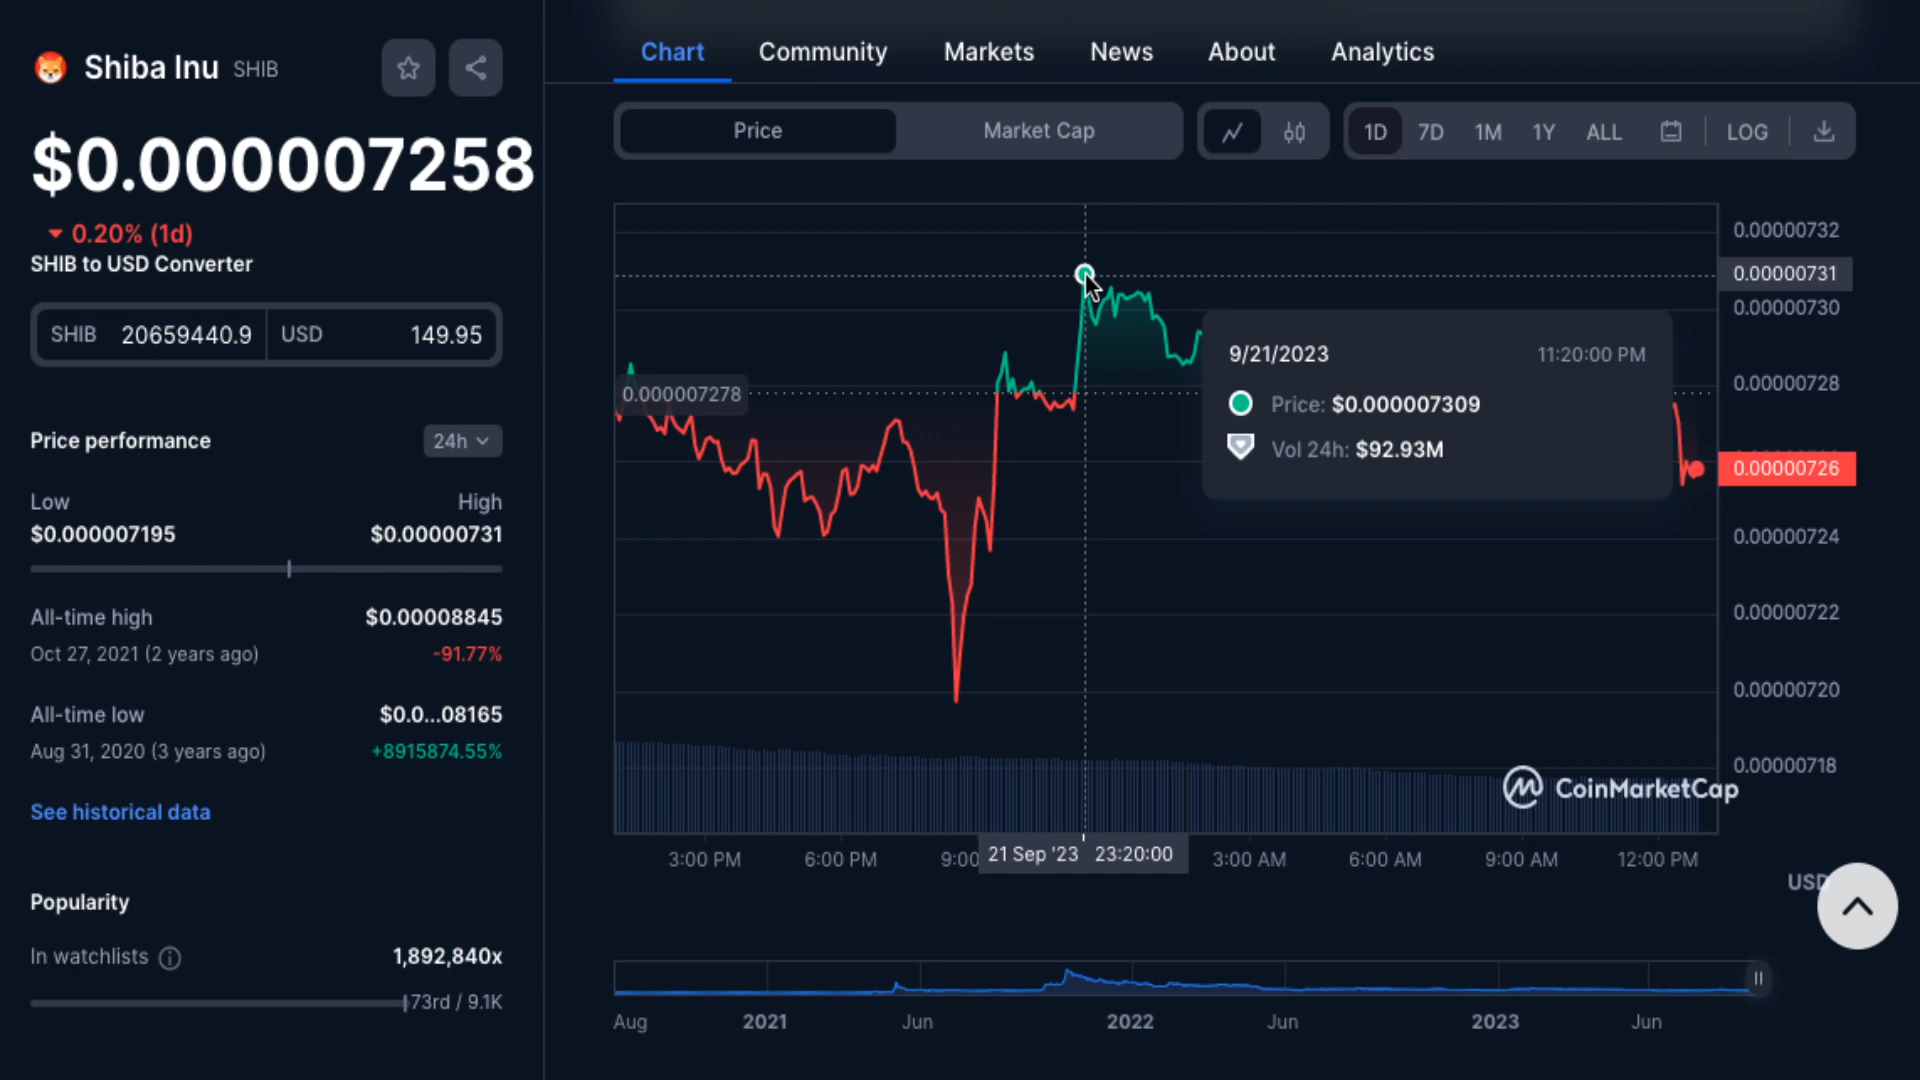 Shiba Inu SHIB
$0.000007258
0.20% (1d)
SHIB to USD Converter
SHIB 20659440.9 USD 149.95
Price performance 24h
Low High
$0.000007195 $0.00000731
All-time high $0.00008845
Oct 27, 2021 (2 years ago) -91.77%
All-time low $0.0...08165
Aug 31, 2020 (3 years ago) +8915874.55%
See historical data
Popularity
In watchlists 1,892,840x
73rd / 9.1K
Chart Community Markets News About Analytics
Price Market Cap 1D 7D 1M 1Y ALL LOG
0.00000732
0.00000731
0.00000730
0.00000728
0.00000726
0.00000724
0.00000722
0.00000720
0.00000718
0.000007278
9/21/2023 11:20:00 PM
Price: $0.000007309
Vol 24h: $92.93M
CoinMarketCap
3:00 PM 6:00 PM 9:00 21 Sep '23 23:20:00 3:00 AM 6:00 AM 9:00 AM 12:00 PM
USD
Aug 2021 Jun 2022 Jun 2023 Jun